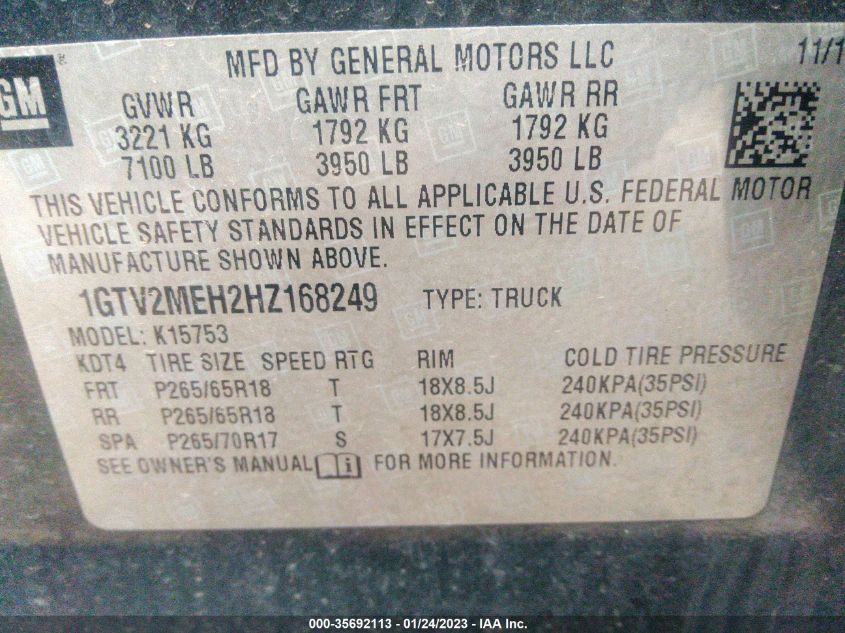 GM
MFD BY GENERAL MOTORS LLC 11/1
GVWR GAWR FRT GAWR RR
3221 KG 1792 KG 1792 KG
7100 LB 3950 LB 3950 LB
THIS VEHICLE CONFORMS TO ALL APPLICABLE U.S. FEDERAL MOTOR
VEHICLE SAFETY STANDARDS IN EFFECT ON THE DATE OF
MANUFACTURE SHOWN ABOVE.
1GTV2MEH2HZ168249 TYPE: TRUCK
MODEL: K15753
KDT4 TIRE SIZE SPEED RTG RIM COLD TIRE PRESSURE
FRT P265/65R18 T 18X8.5J 240KPA(35PSI)
RR P265/65R18 T 18X8.5J 240KPA(35PSI)
SPA P265/70R17 S 17X7.5J 240KPA(35PSI)
SEE OWNER'S MANUAL i FOR MORE INFORMATION.
000-35692113 - 01/24/2023 - IAA Inc.